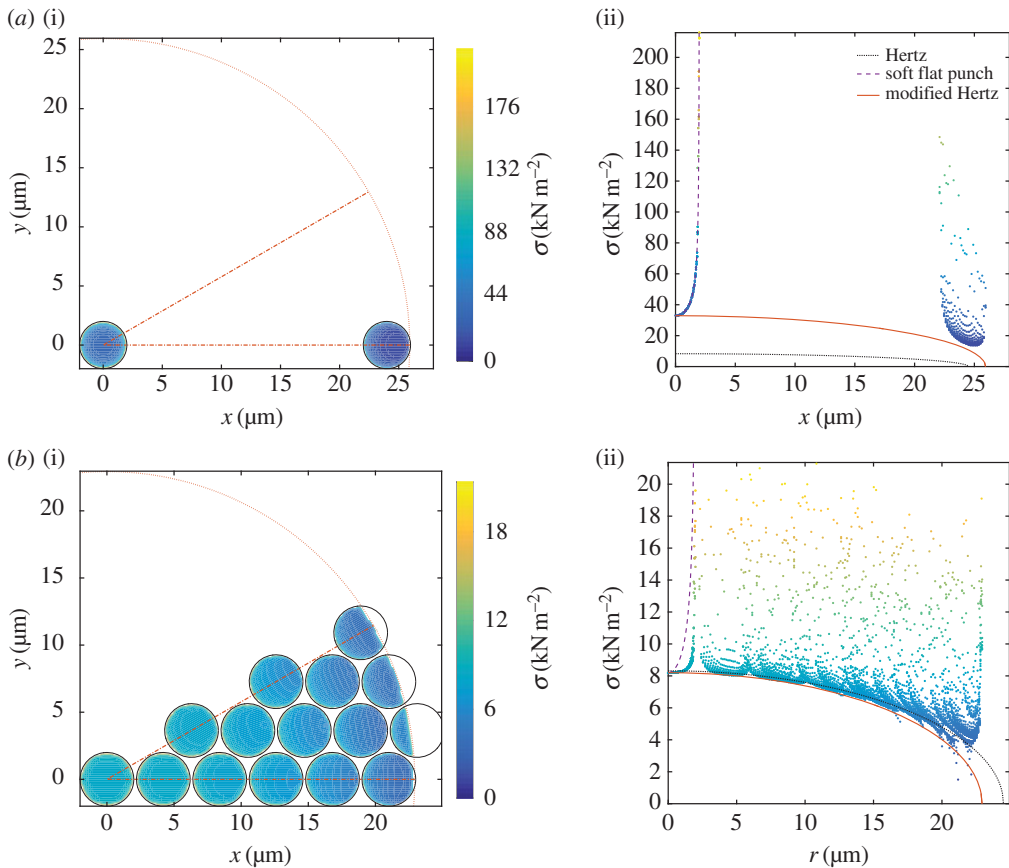 (a) (i)
25
20
15
10
5
0
y (µm)
0 5 10 15 20 25
x (µm)
176
132
88
44
0
σ (kN m⁻²)
(ii)
200
180
160
140
120
100
80
60
40
20
0
σ (kN m⁻²)
Hertz
soft flat punch
modified Hertz
0 5 10 15 20 25
x (µm)
(b) (i)
20
15
10
5
0
y (µm)
0 5 10 15 20
x (µm)
18
12
6
0
σ (kN m⁻²)
(ii)
20
18
16
14
12
10
8
6
4
2
0
σ (kN m⁻²)
0 5 10 15 20
r (µm)